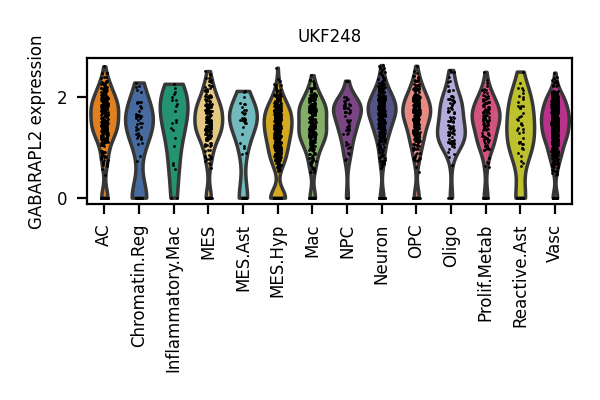 UKF248
GABARAPL2 expression
2
0
AC
Chromatin.Reg
Inflammatory.Mac
MES
MES.Ast
MES.Hyp
Mac
NPC
Neuron
OPC
Oligo
Prolif.Metab
Reactive.Ast
Vasc